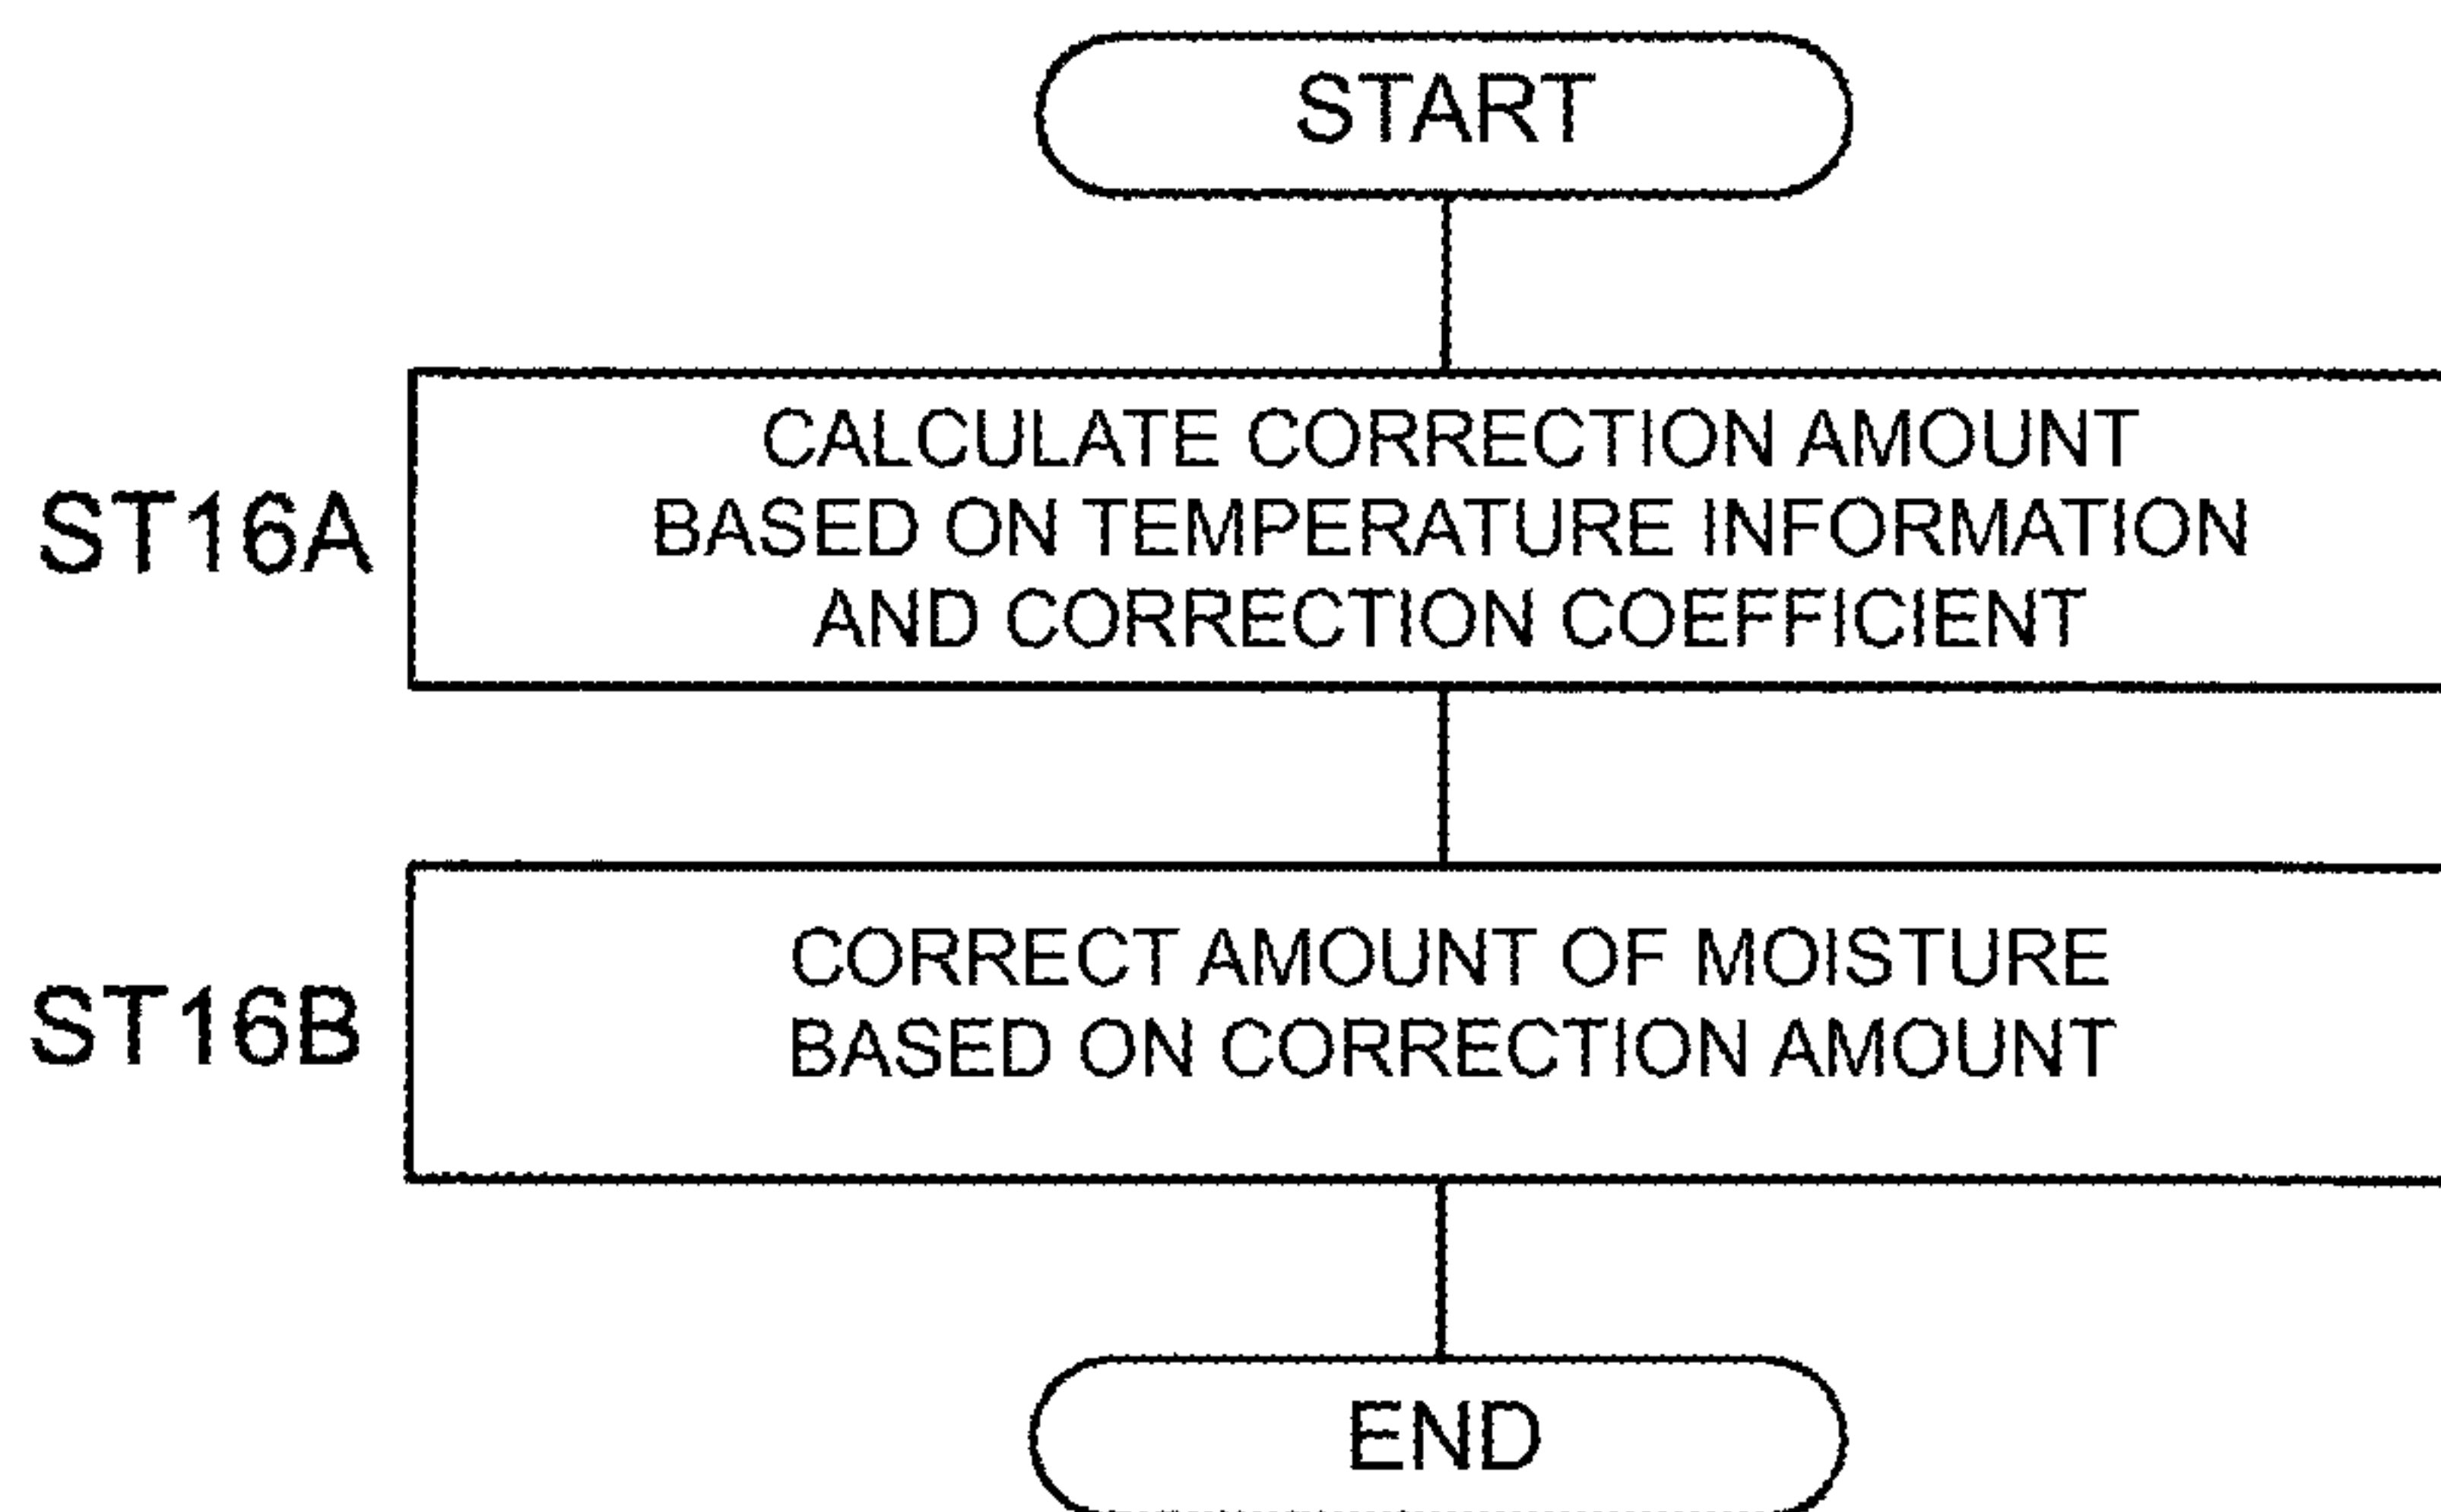 START
ST16A
CALCULATE CORRECTION AMOUNT
BASED ON TEMPERATURE INFORMATION
AND CORRECTION COEFFICIENT
ST16B
CORRECT AMOUNT OF MOISTURE
BASED ON CORRECTION AMOUNT
END